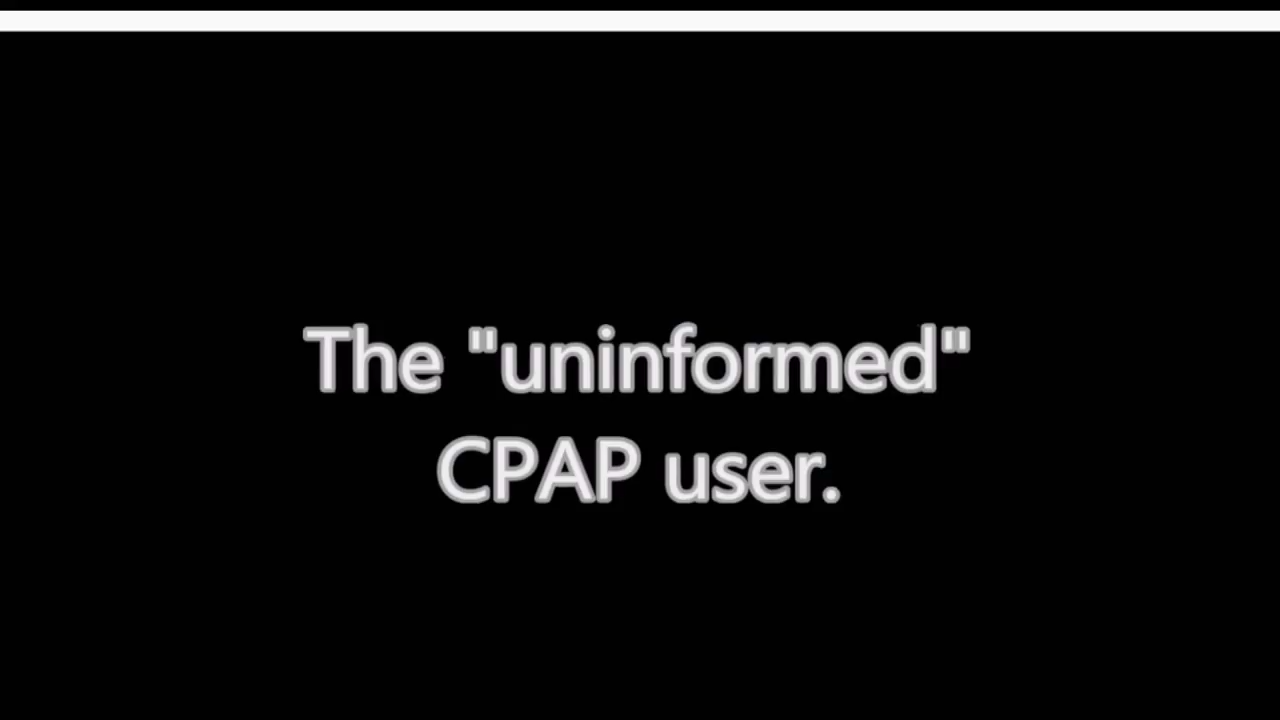 The "uninformed"
CPAP user.